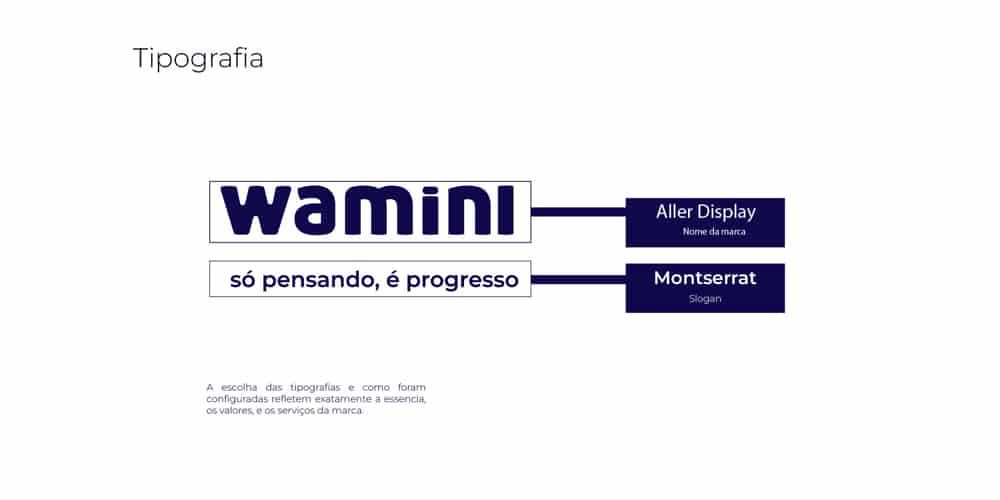 Tipografia
wamini
Aller Display
Nome da marca
só pensando, é progresso
Montserrat
Slogan
A escolha das tipografias e como foram
configuradas refletem exatamente a essencia,
os valores, e os serviços da marca.